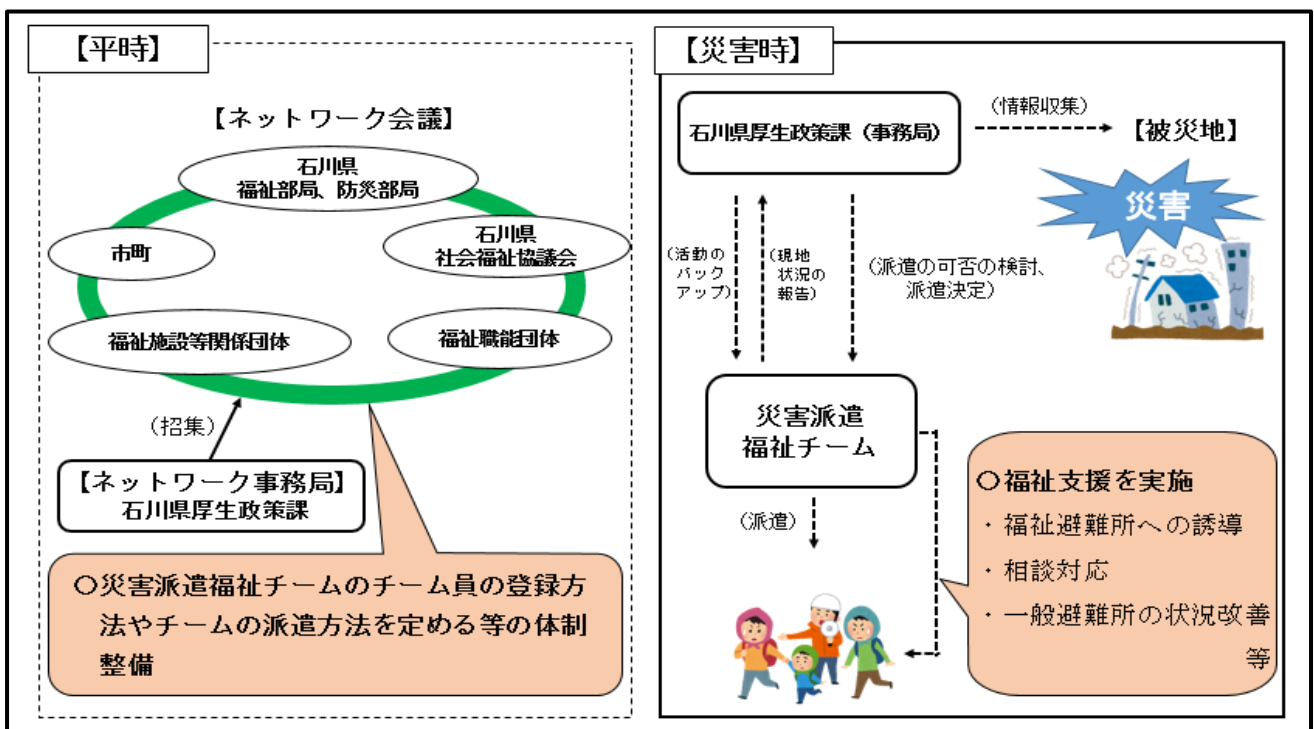 【平時】
【ネットワーク会議】
石川県
福祉部局、防災部局
市町
石川県
社会福祉協議会
福祉施設等関係団体
福祉職能団体
（招集）
【ネットワーク事務局】
石川県厚生政策課
〇災害派遣福祉チームのチーム員の登録方
法やチームの派遣方法を定める等の体制
整備
【災害時】
石川県厚生政策課（事務局）
（情報収集）
【被災地】
災害
（活動の
バック
アップ）
（現地
状況の
報告）
（派遣の可否の検討、
派遣決定）
災害派遣
福祉チーム
（派遣）
〇福祉支援を実施
・福祉避難所への誘導
・相談対応
・一般避難所の状況改善
等